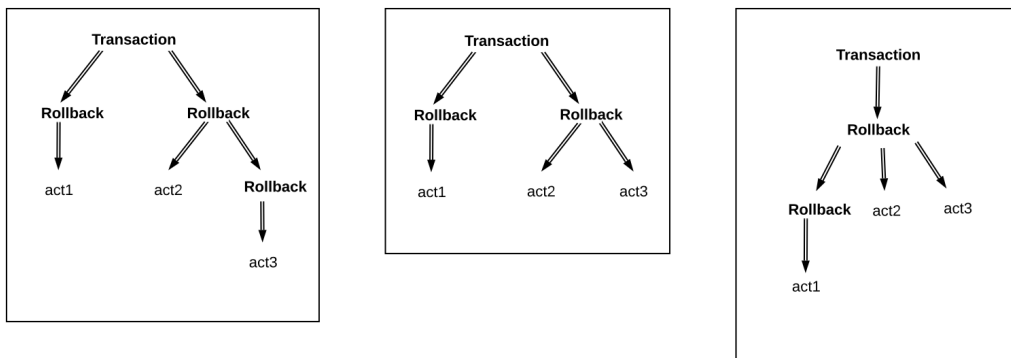 Transaction
Rollback Rollback
act1 act2 Rollback
act3
Transaction
Rollback Rollback
act1 act2 act3
Transaction
Rollback
Rollback act2 act3
act1